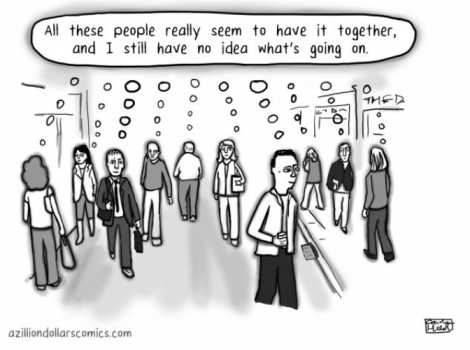 All these people really seem to have it together,
and I still have no idea what's going on.
THE D
azilliondollarscomics.com